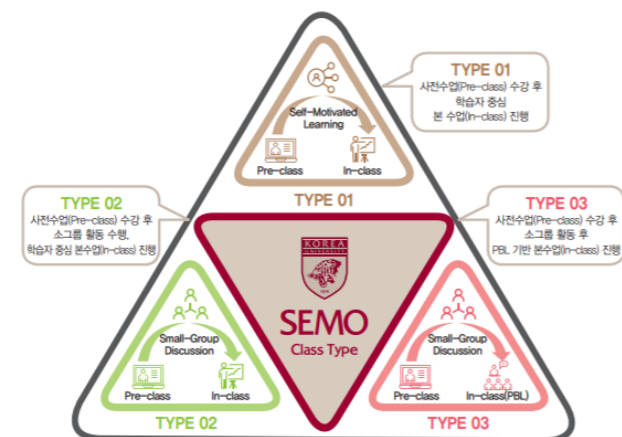 TYPE 01
사전수업(Pre-class) 수강 후
학습자 중심
본 수업(In-class) 진행
Self-Motivated
Learning
Pre-class
In-class
TYPE 01
TYPE 02
사전수업(Pre-class) 수강 후
소그룹 활동 수행,
학습자 중심 본수업(In-class) 진행
TYPE 03
사전수업(Pre-class) 수강 후
소그룹 활동 후
PBL 기반 본수업(In-class) 진행
KOREA
SEMO
Class Type
Small-Group
Discussion
Pre-class
In-class
TYPE 02
Small-Group
Discussion
Pre-class
In-class(PBL)
TYPE 03